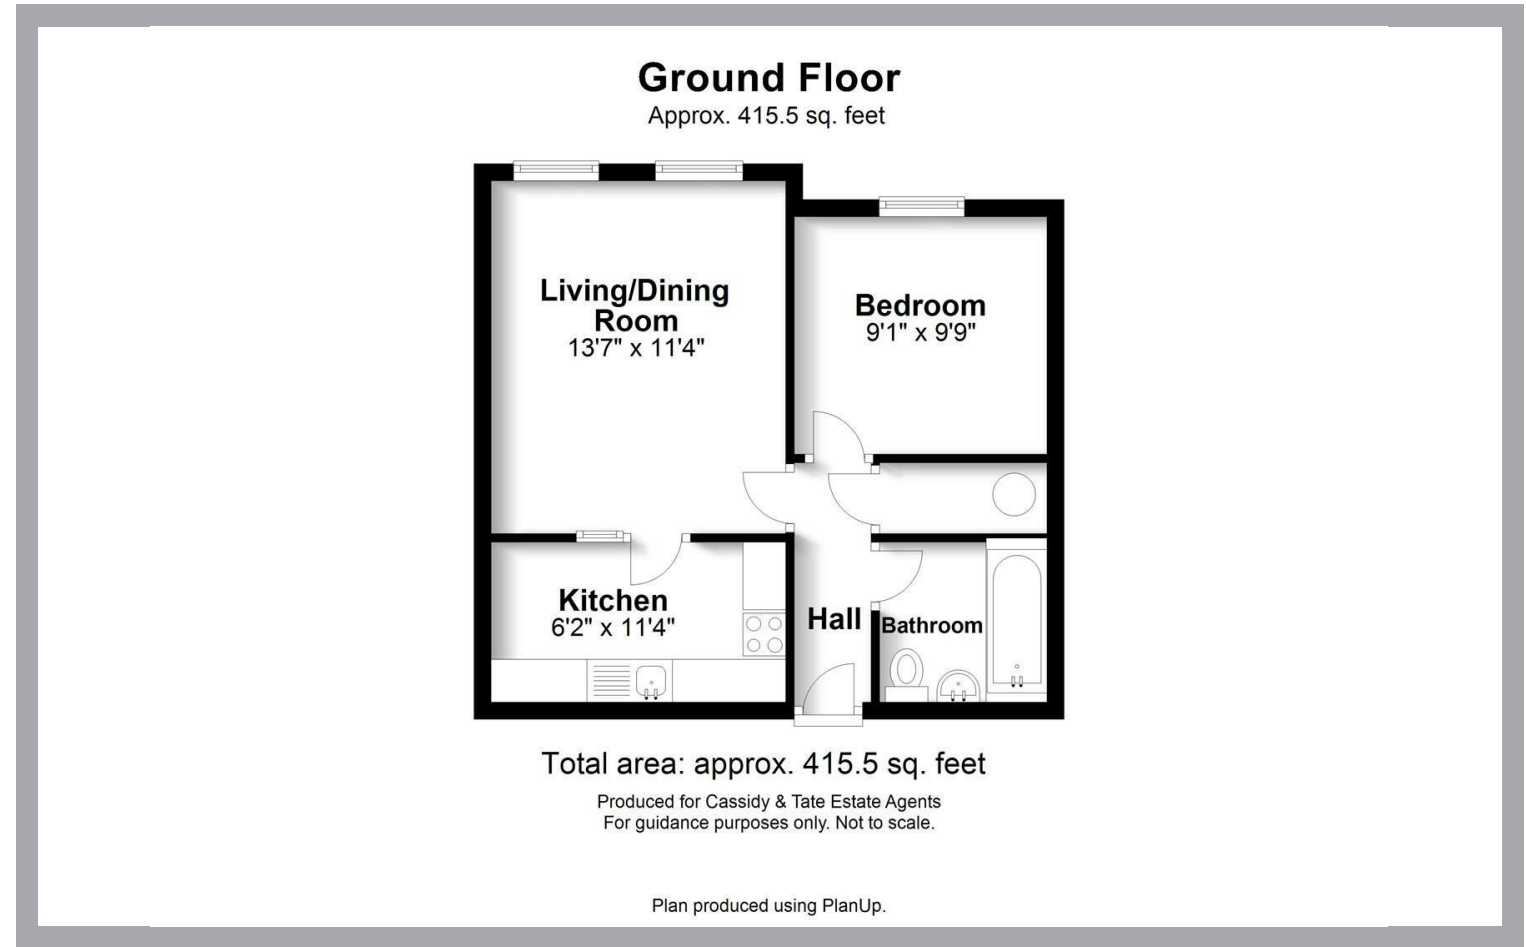 Ground Floor
Approx. 415.5 sq. feet
Living/Dining
Room
13'7" x 11'4"
Bedroom
9'1" x 9'9"
Kitchen
6'2" x 11'4"
Hall
Bathroom
Total area: approx. 415.5 sq. feet
Produced for Cassidy & Tate Estate Agents
For guidance purposes only. Not to scale.
Plan produced using PlanUp.